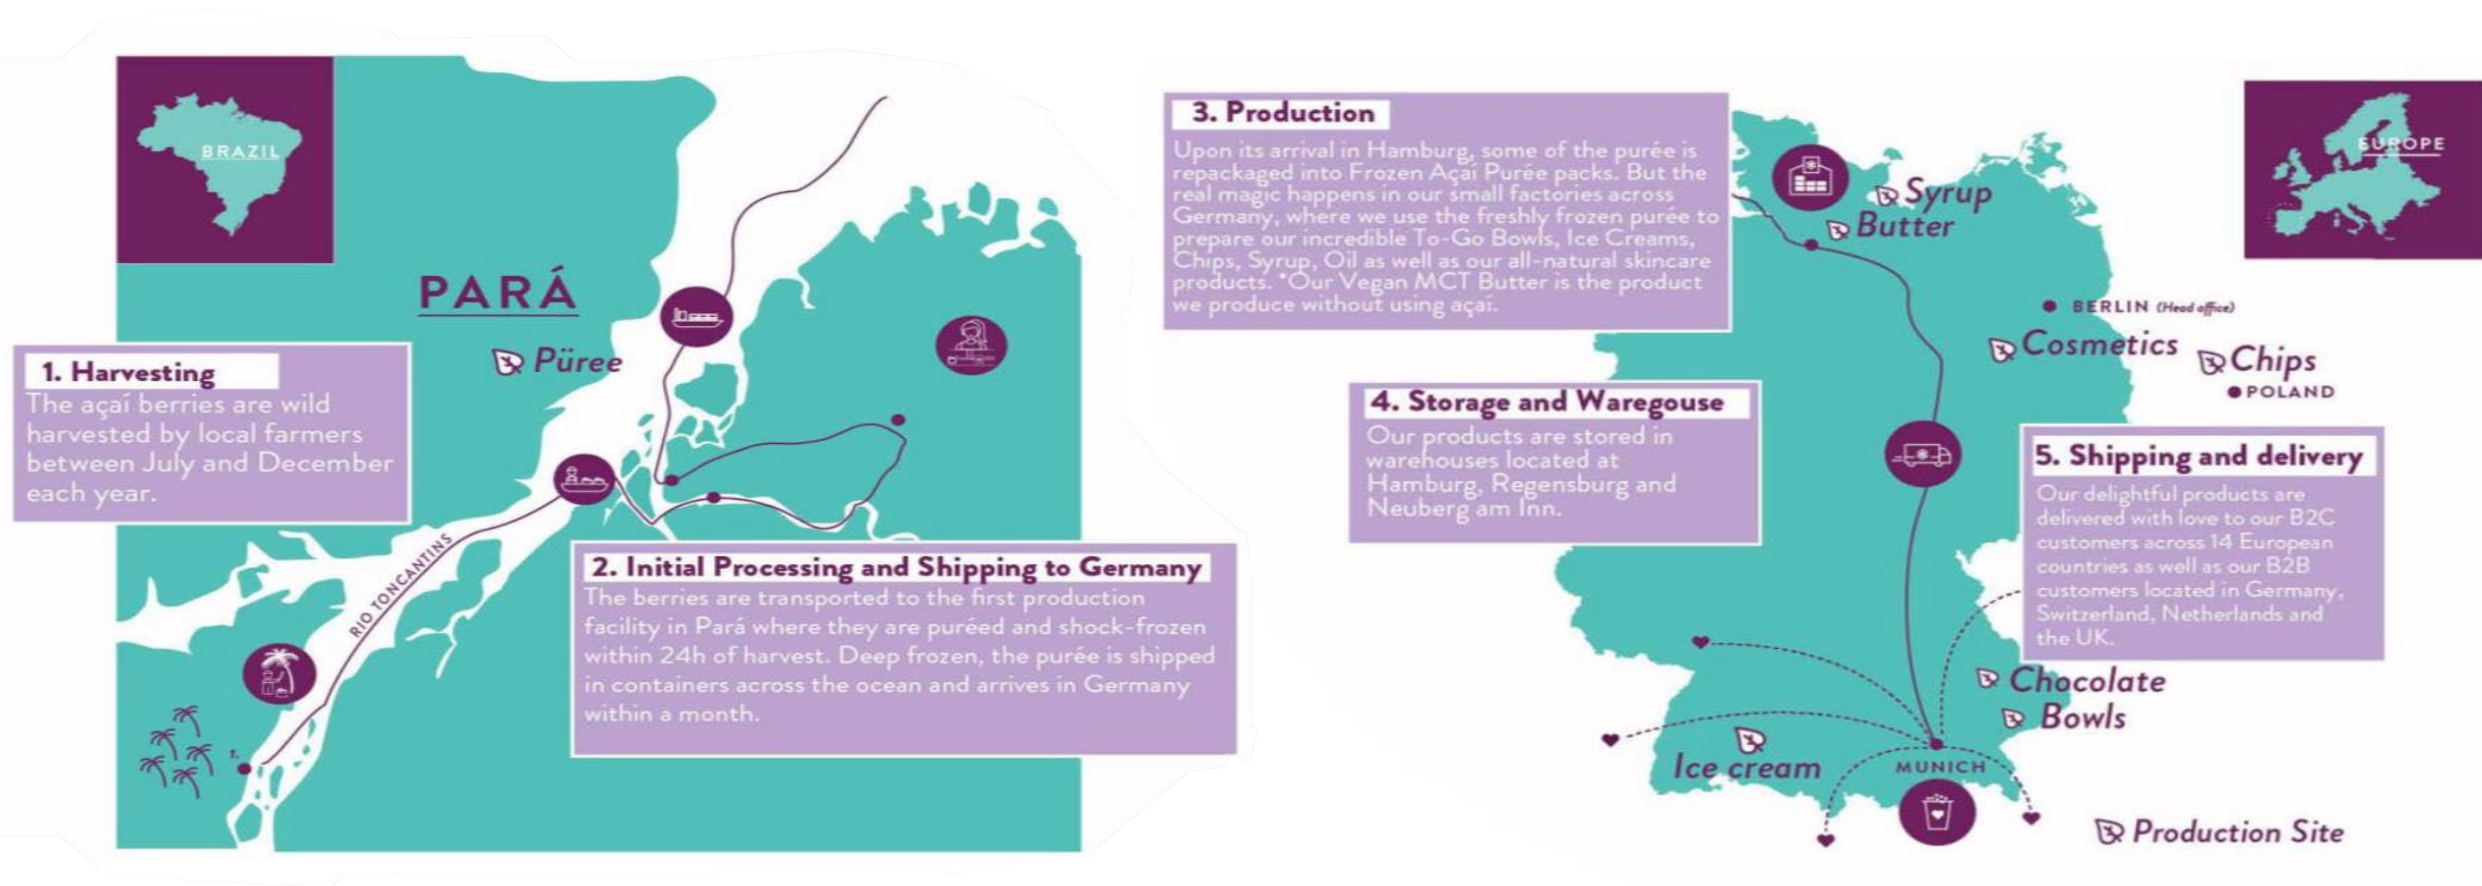 BRAZIL
PARÁ
Püree
1. Harvesting
The açaí berries are wild
harvested by local farmers
between July and December
each year.
RIO TONCANTINS
1.
2. Initial Processing and Shipping to Germany
The berries are transported to the first production
facility in Pará where they are puréed and shock-frozen
within 24h of harvest. Deep frozen, the purée is shipped
in containers across the ocean and arrives in Germany
within a month.
3. Production
Upon its arrival in Hamburg, some of the purée is
repackaged into Frozen Açaí Purée packs. But the
real magic happens in our small factories across
Germany, where we use the freshly frozen purée to
prepare our incredible To-Go Bowls, Ice Creams,
Chips, Syrup, Oil as well as our all-natural skincare
products. *Our Vegan MCT Butter is the product
we produce without using açaí.
EUROPE
Syrup
Butter
BERLIN (Head office)
Cosmetics
Chips
POLAND
4. Storage and Waregouse
Our products are stored in
warehouses located at
Hamburg, Regensburg and
Neuberg am Inn.
5. Shipping and delivery
Our delightful products are
delivered with love to our B2C
customers across 14 European
countries as well as our B2B
customers located in Germany,
Switzerland, Netherlands and
the UK.
Chocolate
Bowls
Ice cream
MUNICH
Production Site